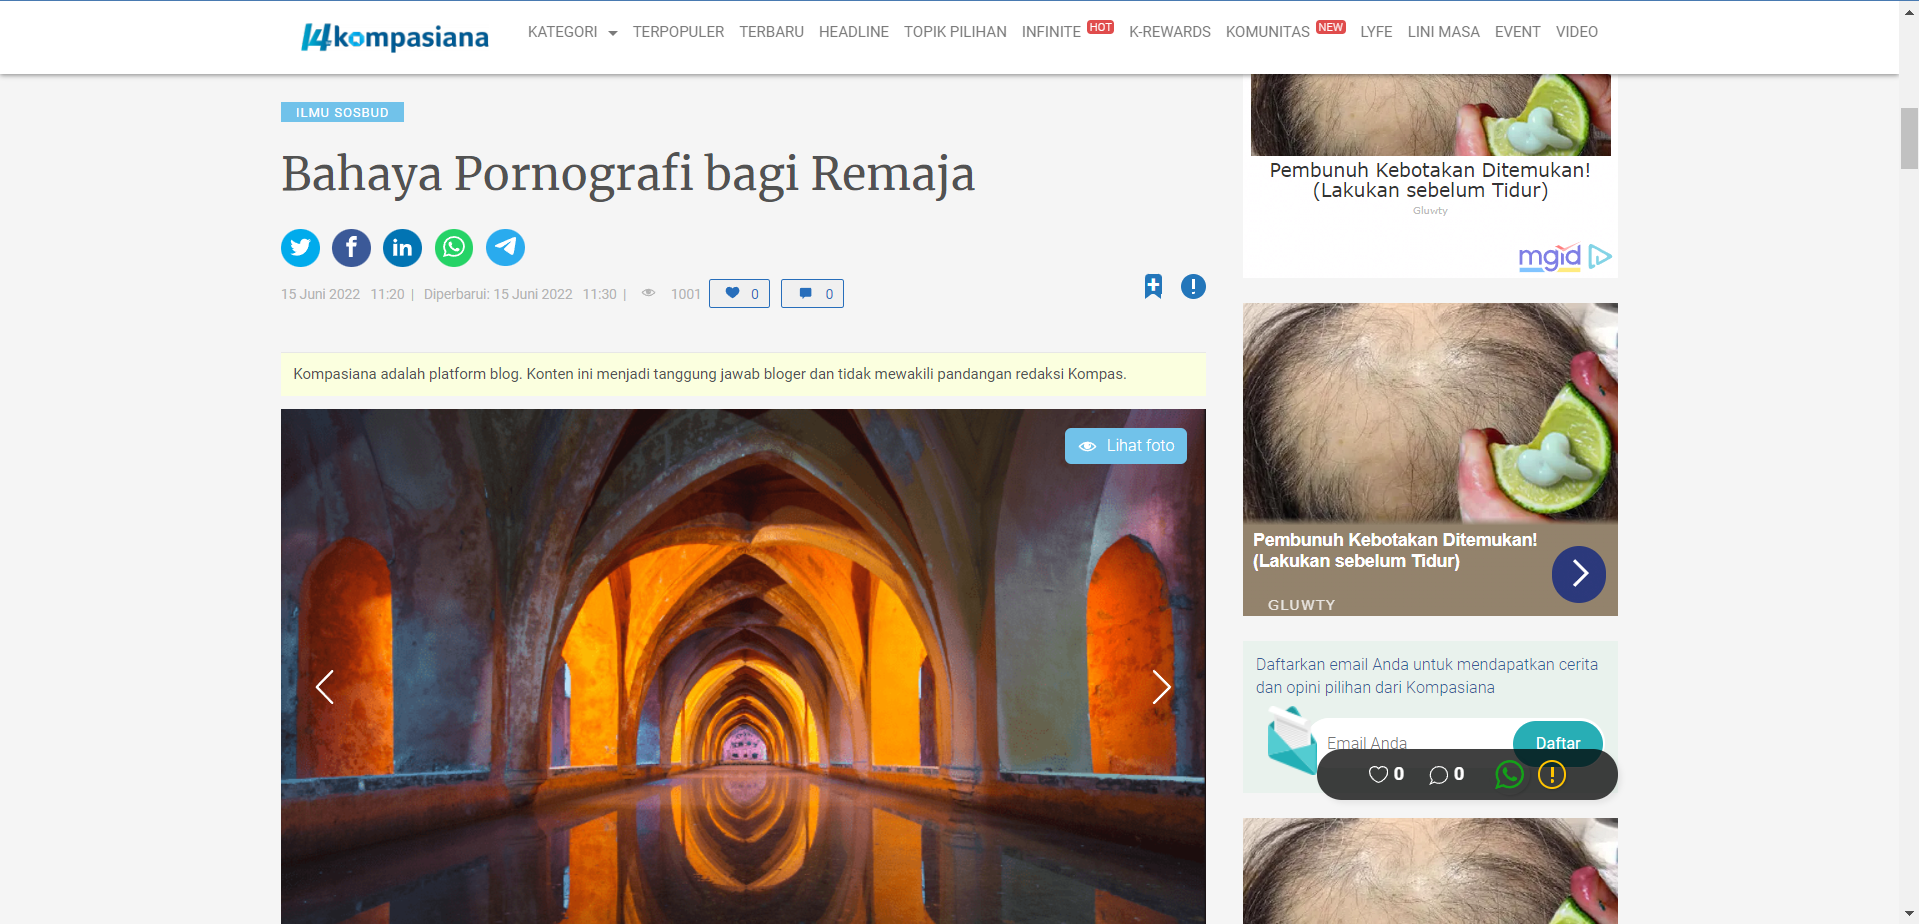 14 kompasiana
KATEGORI TERPOPULER TERBARU HEADLINE TOPIK PILIHAN INFINITE HOT K-REWARDS KOMUNITAS NEW LYFE LINI MASA EVENT VIDEO
ILMU SOSBUD
Bahaya Pornografi bagi Remaja
15 Juni 2022 11:20 | Diperbarui: 15 Juni 2022 11:30 | 1001 0 0
Kompasiana adalah platform blog. Konten ini menjadi tanggung jawab bloger dan tidak mewakili pandangan redaksi Kompas.
Lihat foto
Pembunuh Kebotakan Ditemukan!
(Lakukan sebelum Tidur)
Gluwty
mgid
Pembunuh Kebotakan Ditemukan!
(Lakukan sebelum Tidur)
GLUWTY
Daftarkan email Anda untuk mendapatkan cerita
dan opini pilihan dari Kompasiana
Email Anda
Daftar
0 0